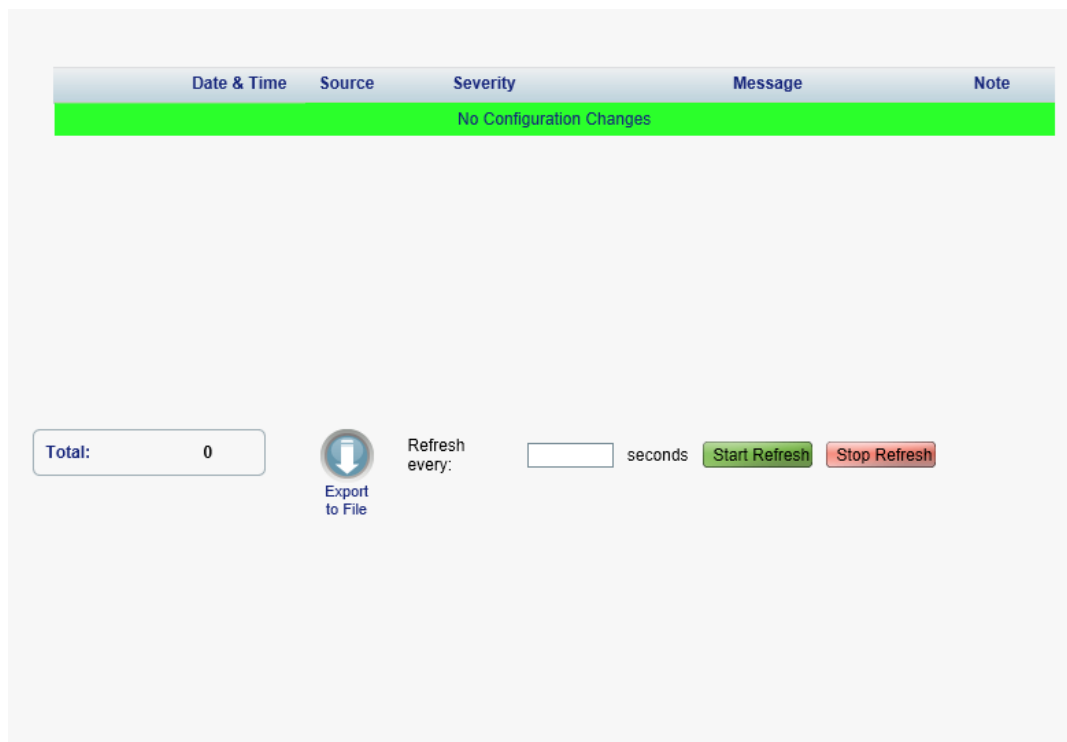 Date & Time Source Severity Message Note
No Configuration Changes
Total: 0
Export
to File
Refresh
every:
seconds
Start Refresh
Stop Refresh